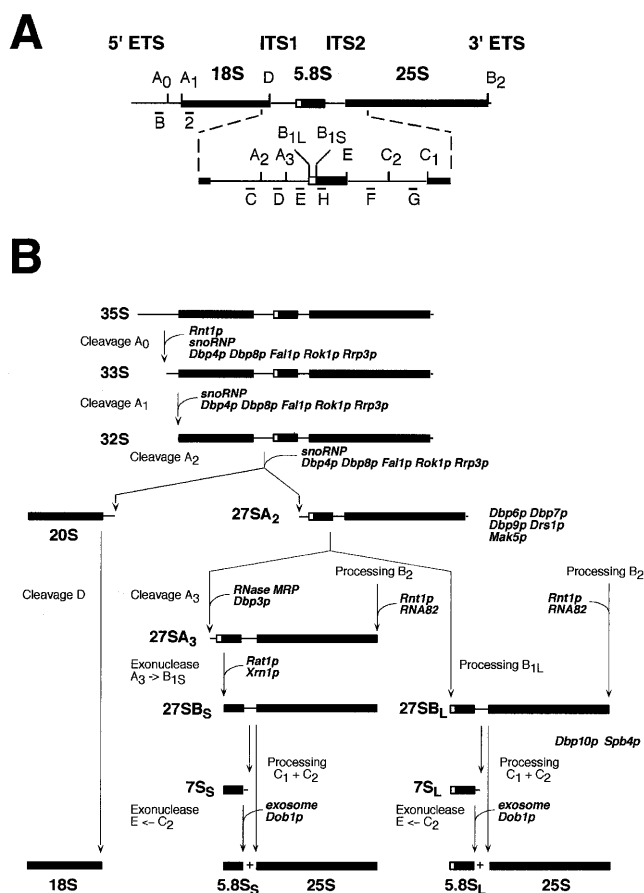 A
5' ETS ITS1 ITS2 3' ETS
18S 5.8S 25S
A0 A1 D B2
B 2
B1L B1S
A2 A3 E C2 C1
C D E H F G
B
35S
Cleavage A0
Rnt1p
snoRNP
Dbp4p Dbp8p Fal1p Rok1p Rrp3p
33S
Cleavage A1
snoRNP
Dbp4p Dbp8p Fal1p Rok1p Rrp3p
32S
Cleavage A2
snoRNP
Dbp4p Dbp8p Fal1p Rok1p Rrp3p
20S
27SA2
Dbp6p Dbp7p
Dbp9p Drs1p
Mak5p
Cleavage D
Cleavage A3
RNase MRP
Dbp3p
Processing B2
Rnt1p
RNA82
Processing B2
Rnt1p
RNA82
27SA3
Exonuclease
A3 -> B1S
Rat1p
Xrn1p
Processing B1L
27SBS
27SBL
Dbp10p Spb4p
Processing
C1 + C2
Processing
C1 + C2
7SS
7SL
Exonuclease
E <- C2
exosome
Dob1p
Exonuclease
E <- C2
exosome
Dob1p
+ +
18S 5.8SS 25S 5.8SL 25S